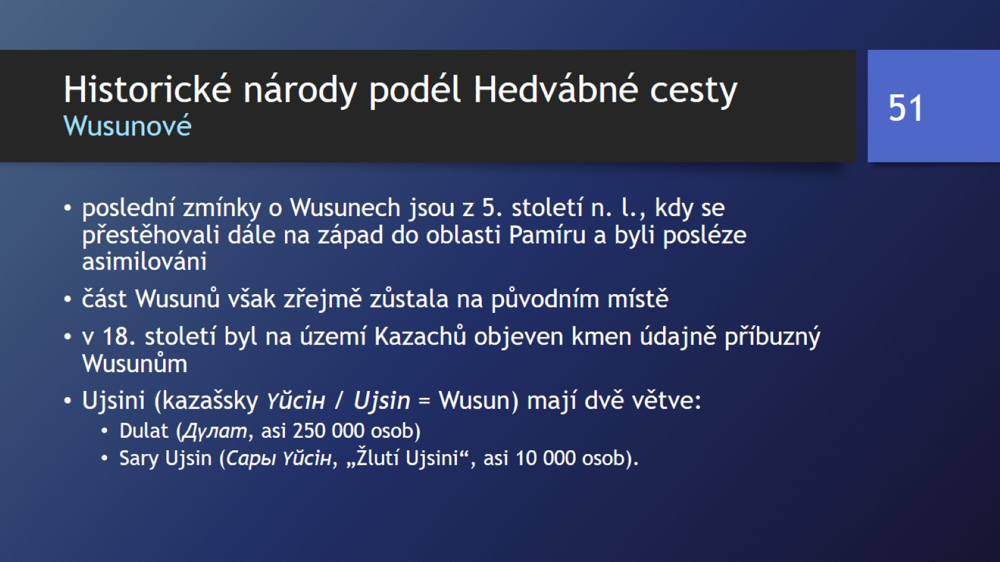 Historické národy podél Hedvábné cesty
Wusunové
51
• poslední zmínky o Wusunech jsou z 5. století n. l., kdy se
přestěhovali dále na západ do oblasti Pamíru a byli posléze
asimilováni
• část Wusunů však zřejmě zůstala na původním místě
• v 18. století byl na území Kazachů objeven kmen údajně příbuzný
Wusunům
• Ujsini (kazašsky Үйсін / Ujsin = Wusun) mají dvě větve:
• Dulat (Дулат, asi 250 000 osob)
• Sary Ujsin (Сары Үйсін, „Žlutí Ujsini“, asi 10 000 osob).